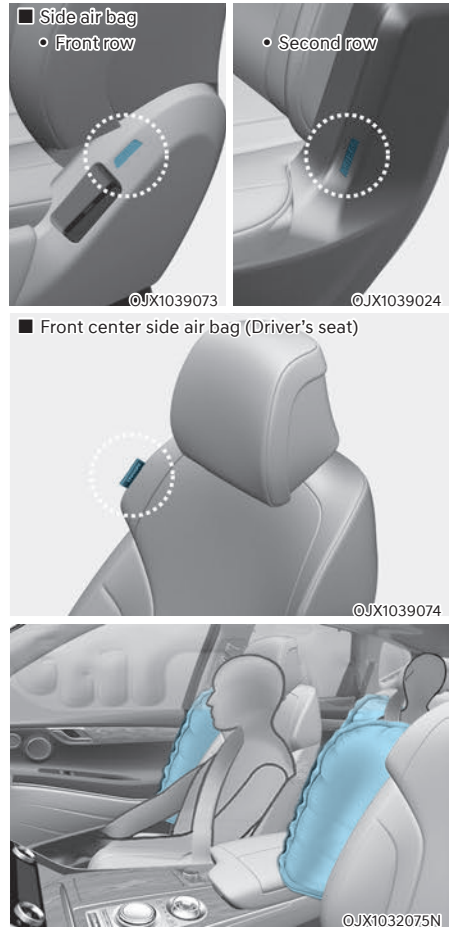 ■ Side air bag
• Front row
• Second row
OJX1039073
OJX1039024
■ Front center side air bag (Driver's seat)
OJX1039074
OJX1032075N